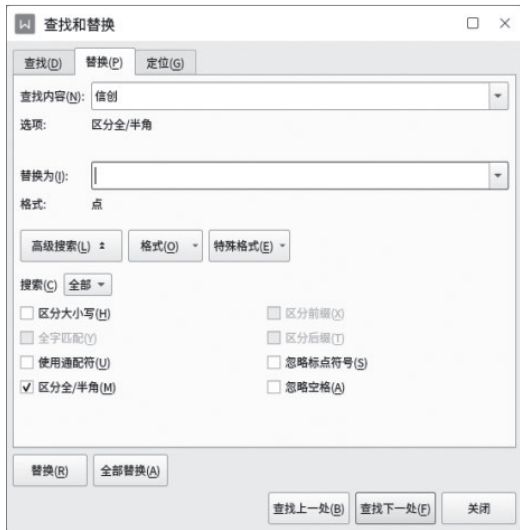 查找和替换
查找(D) 替换(P) 定位(G)
查找内容(N): 信创
选项: 区分全/半角
替换为(I):
格式: 点
高级搜索(L) 格式(O) 特殊格式(E)
搜索(C) 全部
区分大小写(H) 区分前缀(X)
全字匹配(Y) 区分后缀(T)
使用通配符(U) 忽略标点符号(S)
区分全/半角(M) 忽略空格(A)
替换(R) 全部替换(A)
查找上一处(B) 查找下一处(F) 关闭